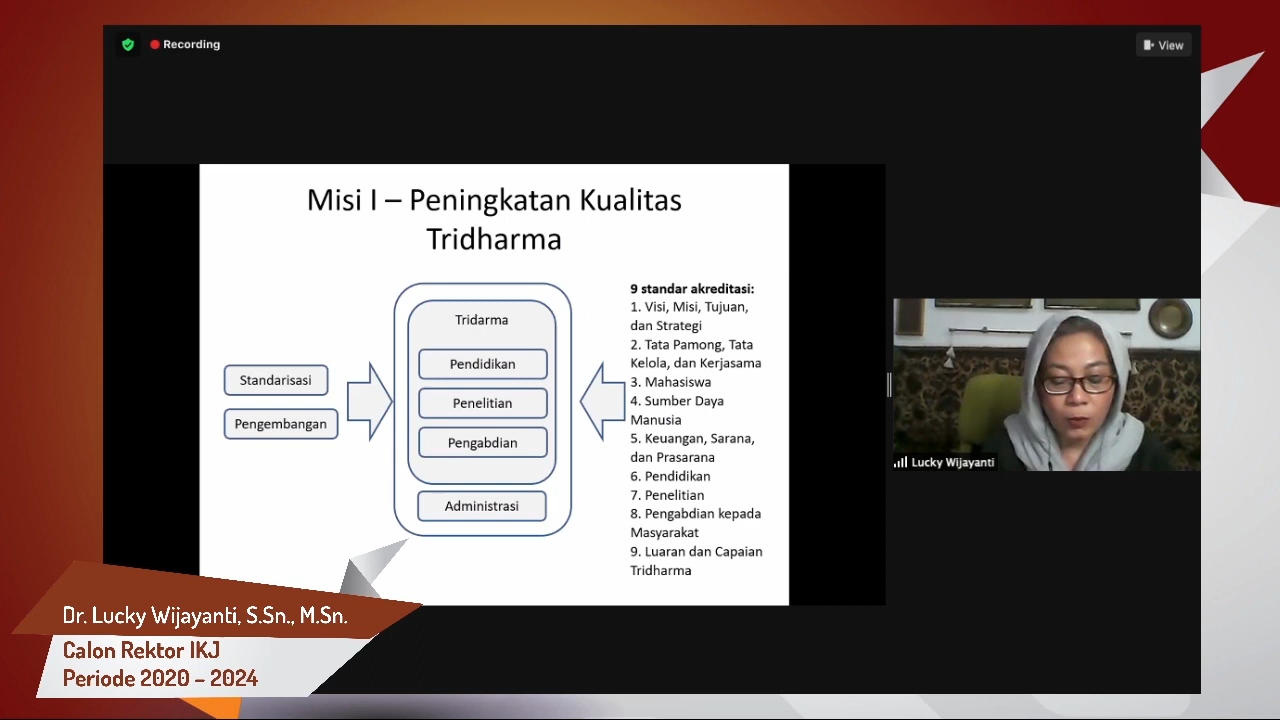 Recording
View
Misi I – Peningkatan Kualitas
Tridharma
Standarisasi
Pengembangan
Tridarma
Pendidikan
Penelitian
Pengabdian
Administrasi
9 standar akreditasi:
1. Visi, Misi, Tujuan,
dan Strategi
2. Tata Pamong, Tata
Kelola, dan Kerjasama
3. Mahasiswa
4. Sumber Daya
Manusia
5. Keuangan, Sarana,
dan Prasarana
6. Pendidikan
7. Penelitian
8. Pengabdian kepada
Masyarakat
9. Luaran dan Capaian
Tridharma
Lucky Wijayanti
Dr. Lucky Wijayanti, S.Sn., M.Sn.
Calon Rektor IKJ
Periode 2020 – 2024